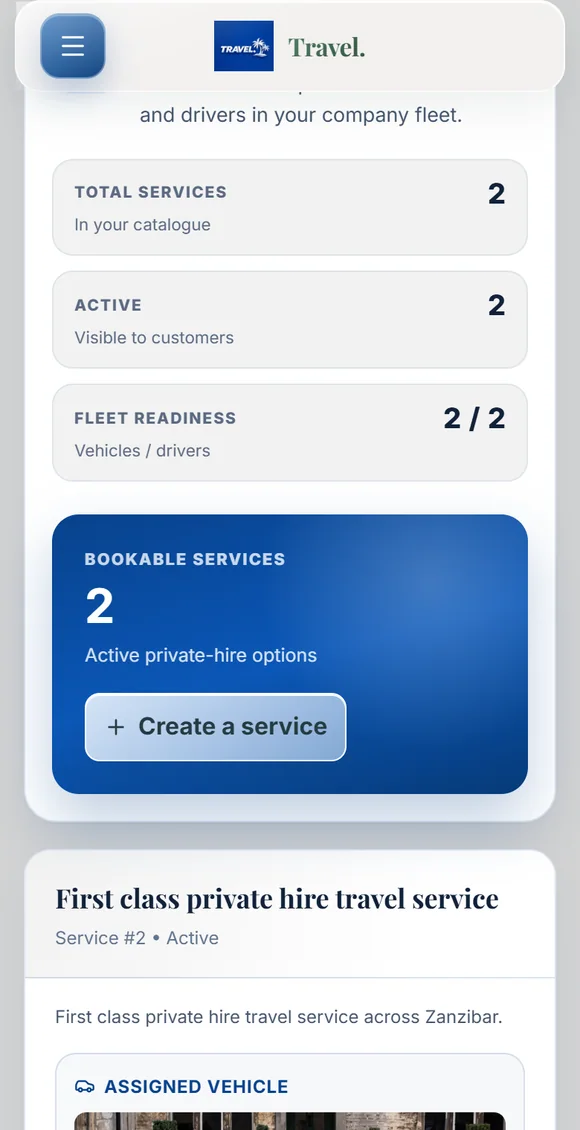 TRAVEL.
Travel.
and drivers in your company fleet.
TOTAL SERVICES
2
In your catalogue
ACTIVE
2
Visible to customers
FLEET READINESS
2 / 2
Vehicles / drivers
BOOKABLE SERVICES
2
Active private-hire options
+ Create a service
First class private hire travel service
Service #2 • Active
First class private hire travel service across Zanzibar.
ASSIGNED VEHICLE